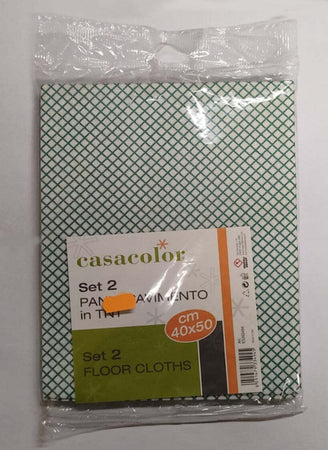 casacolor
Set 2
PAN AVIMENTO
in TNT
cm
40x50
Set 2
FLOOR CLOTHS